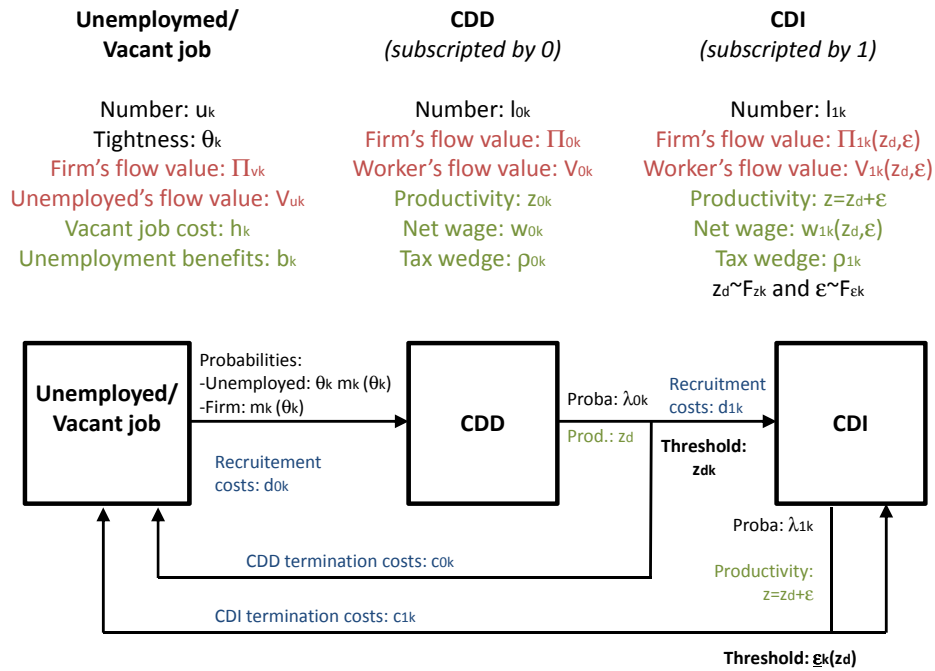 Unemploymed/
Vacant job
Number: uk
Tightness: θk
Firm's flow value: Πvk
Unemployed's flow value: Vuk
Vacant job cost: hk
Unemployment benefits: bk
CDD
(subscripted by 0)
Number: l0k
Firm's flow value: Π0k
Worker's flow value: V0k
Productivity: z0k
Net wage: w0k
Tax wedge: ρ0k
CDI
(subscripted by 1)
Number: l1k
Firm's flow value: Π1k(zd,ε)
Worker's flow value: V1k(zd,ε)
Productivity: z=zd+ε
Net wage: w1k(zd,ε)
Tax wedge: ρ1k
zd~Fzk and ε~Fεk
Unemployed/
Vacant job
Probabilities:
-Unemployed: θk mk (θk)
-Firm: mk (θk)
Recruitement
costs: d0k
CDD
Proba: λ0k
Prod.: zd
Recruitment
costs: d1k
Threshold:
zdk
CDI
Proba: λ1k
Productivity:
z=zd+ε
CDD termination costs: c0k
CDI termination costs: c1k
Threshold: εk(zd)